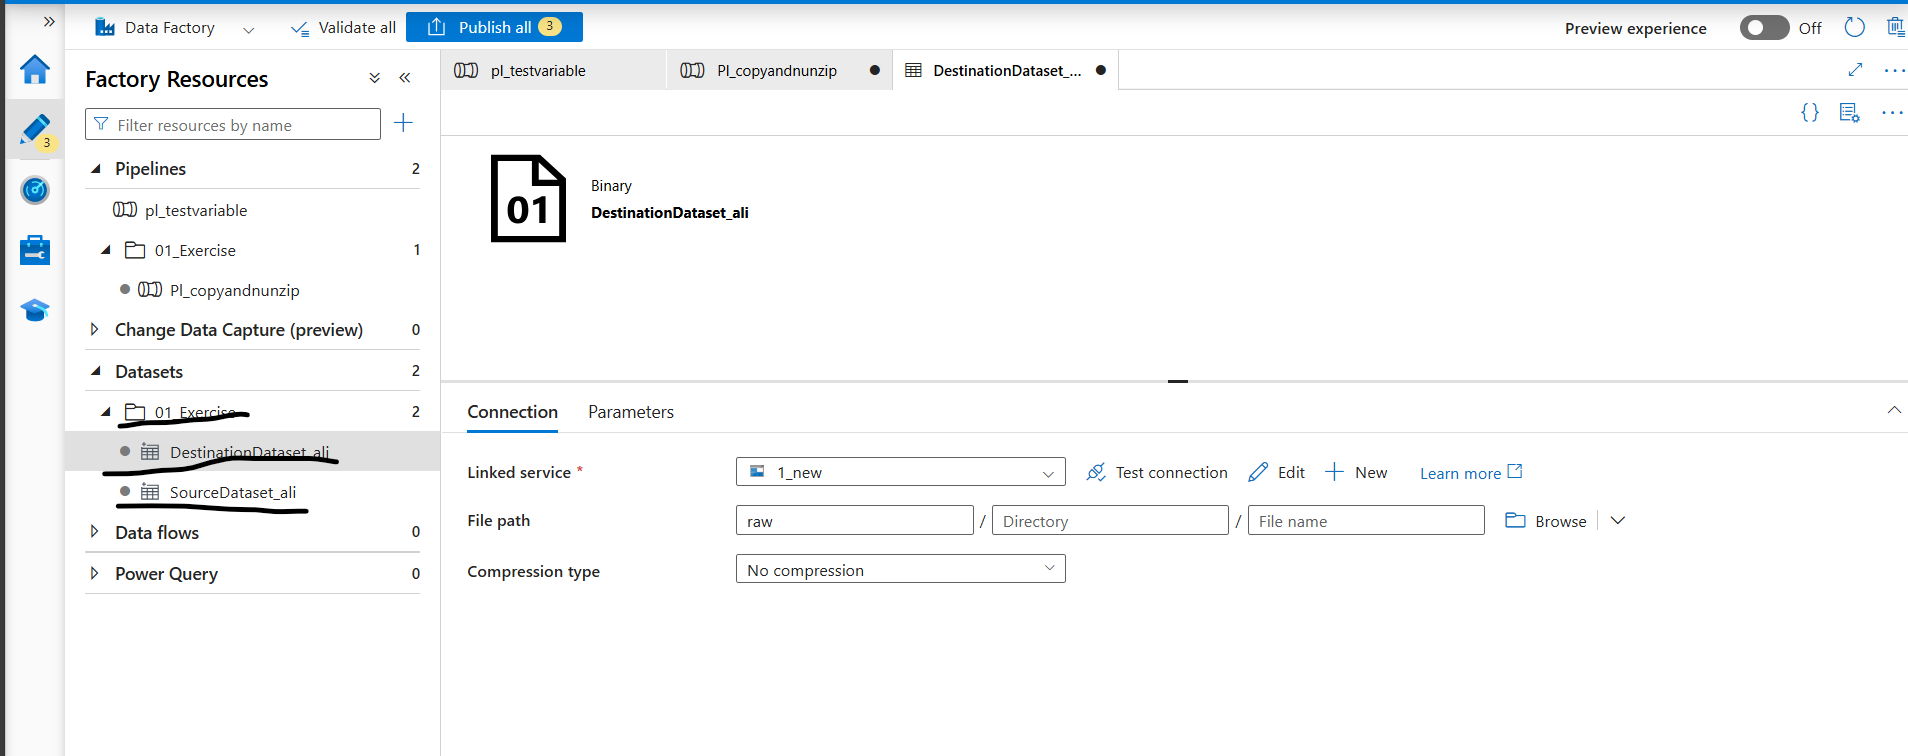 »
Data Factory
Validate all
Publish all 3
Preview experience
Off
Factory Resources
Filter resources by name
3
Pipelines 2
pl_testvariable
01_Exercise 1
Pl_copyandnunzip
Change Data Capture (preview) 0
Datasets 2
01_Exercise 2
DestinationDataset_ali
SourceDataset_ali
Data flows 0
Power Query 0
pl_testvariable
Pl_copyandnunzip
DestinationDataset_...
{}
01
Binary
DestinationDataset_ali
Connection Parameters
Linked service * 1_new Test connection Edit New Learn more
File path raw / Directory / File name Browse
Compression type No compression